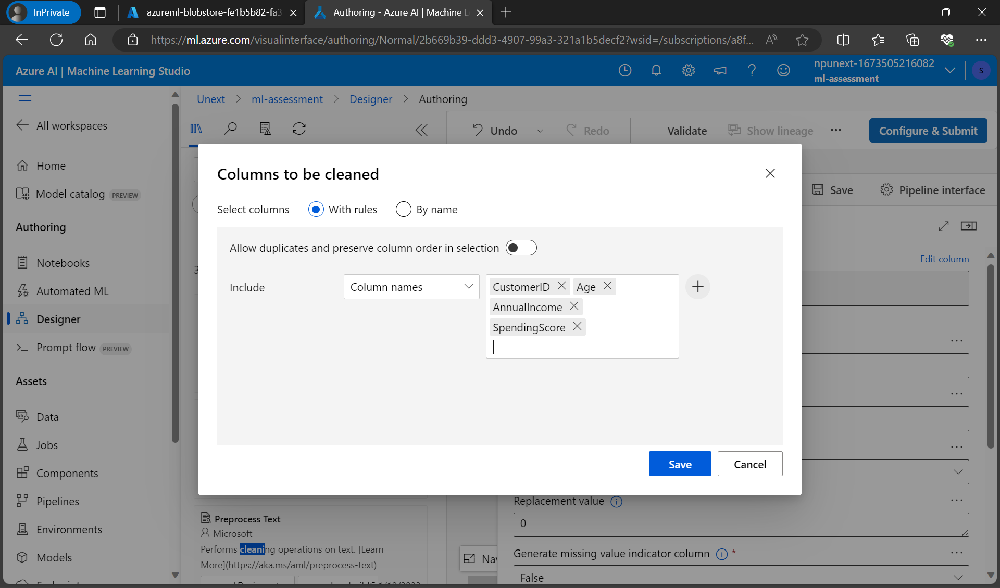 InPrivate
azureml-blobstore-fe1b5b82-fa3
Authoring - Azure AI | Machine L
https://ml.azure.com/visualinterface/authoring/Normal/2b669b39-ddd3-4907-99a3-321a1b5decf2?wsid=/subscriptions/a8f...
Azure AI | Machine Learning Studio
npunext-1673505216082
ml-assessment
S
Unext > ml-assessment > Designer > Authoring
All workspaces
Undo
Redo
Validate
Show lineage
Configure & Submit
Home
Model catalog PREVIEW
Authoring
Notebooks
Automated ML
Designer
Prompt flow PREVIEW
Assets
Data
Jobs
Components
Pipelines
Environments
Models
Columns to be cleaned
Select columns With rules By name
Allow duplicates and preserve column order in selection
Include Column names CustomerID Age
AnnualIncome
SpendingScore
Save Cancel
Save Pipeline interface
Edit column
3
Preprocess Text
Microsoft
Performs cleaning operations on text. [Learn
More](https://aka.ms/aml/preprocess-text)
Nav
Replacement value
0
Generate missing value indicator column *
False